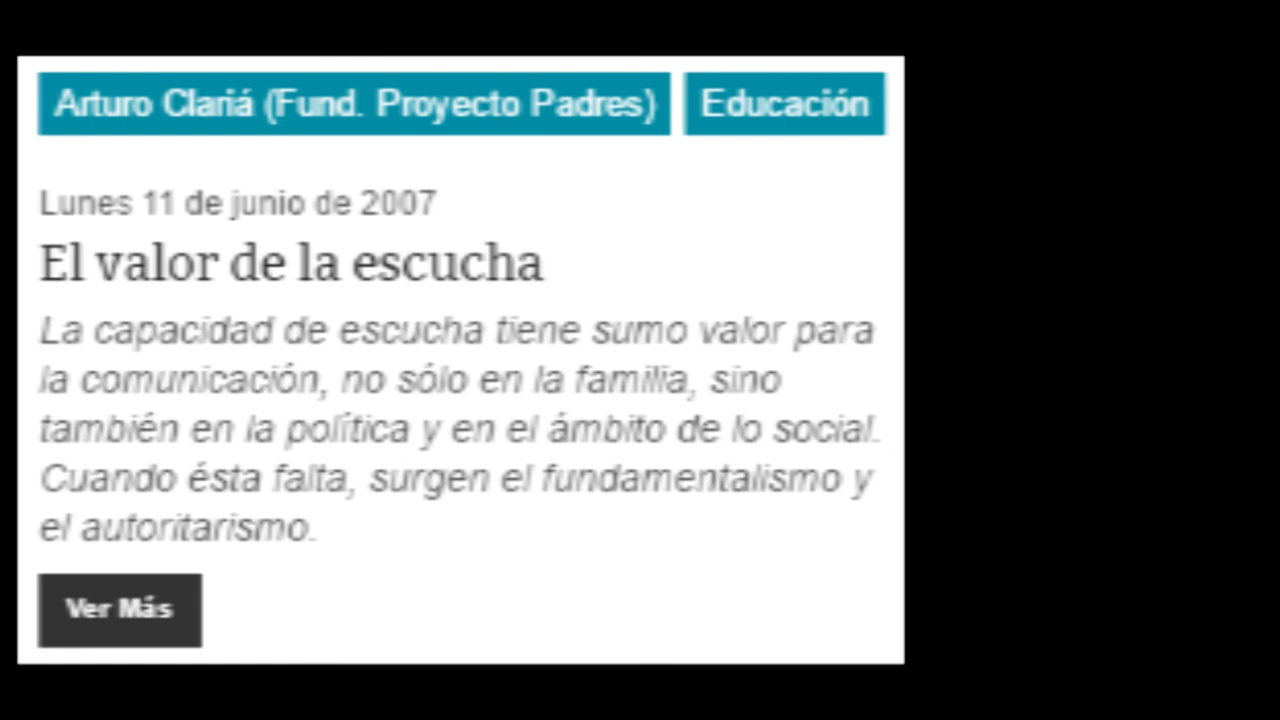 Arturo Clariá (Fund. Proyecto Padres) Educación
Lunes 11 de junio de 2007
El valor de la escucha
La capacidad de escucha tiene sumo valor para
la comunicación, no sólo en la familia, sino
también en la política y en el ámbito de lo social.
Cuando ésta falta, surgen el fundamentalismo y
el autoritarismo.
Ver Más